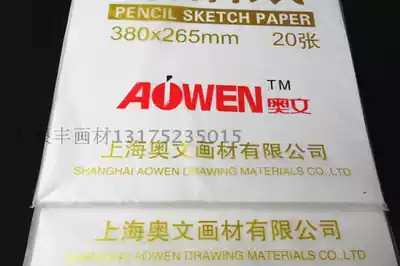 PENCIL SKETCH PAPER
380×265mm 20张
AOWEN™ 奥文
丰画材13175235015
上海奥文画材有限公司
SHANGHAI AOWEN DRAWING MATERIALS CO.,LTD
上海奥文画材有限公司
SHANGHAI AOWEN DRAWING MATERIALS CO.,LTD